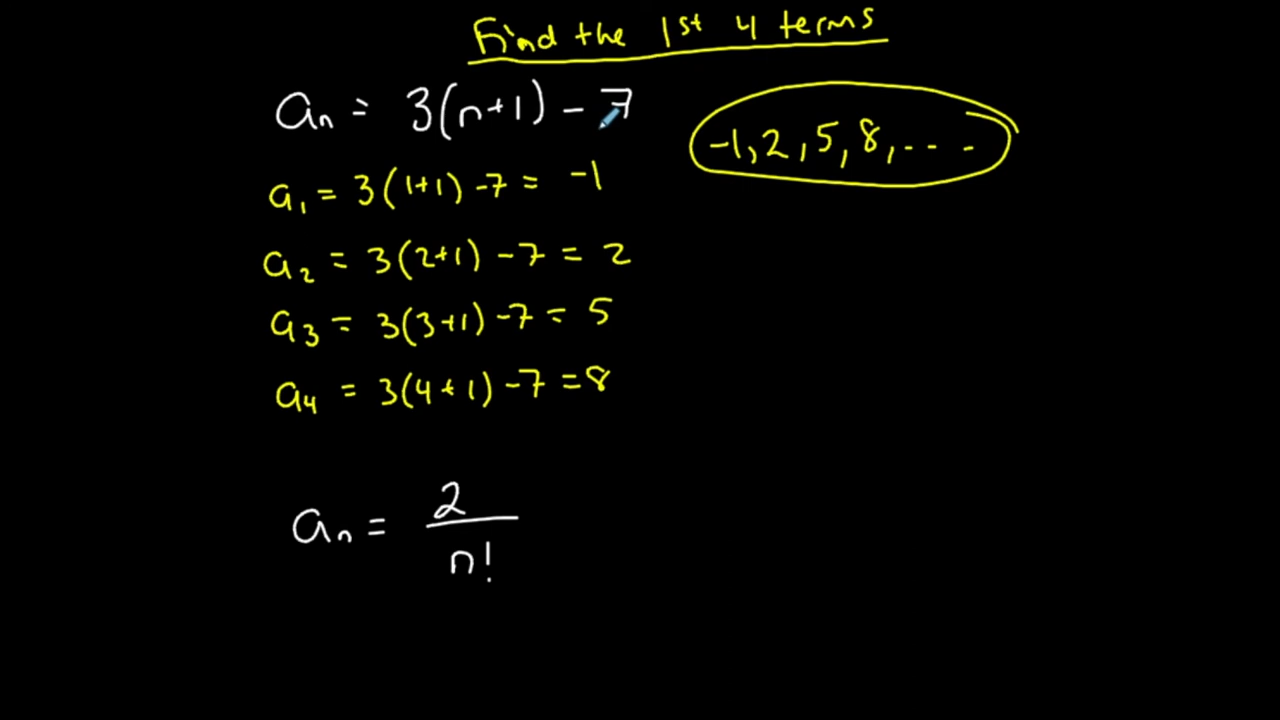 Find the 1st 4 terms
an = 3(n+1) - 7
-1, 2, 5, 8, ...
a1 = 3(1+1) -7 = -1
a2 = 3(2+1) -7 = 2
a3 = 3(3+1) -7 = 5
a4 = 3(4+1) -7 = 8
an = 2
n!